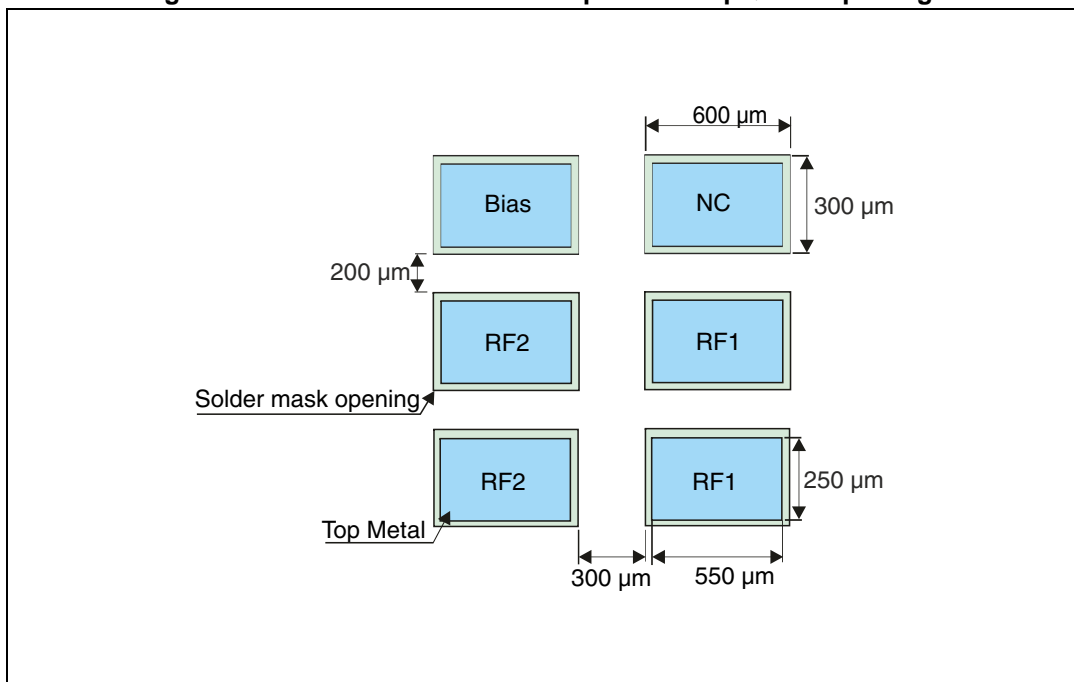 600 µm
Bias
NC
300 µm
200 µm
RF2
RF1
Solder mask opening
RF2
RF1
250 µm
Top Metal
300 µm
550 µm